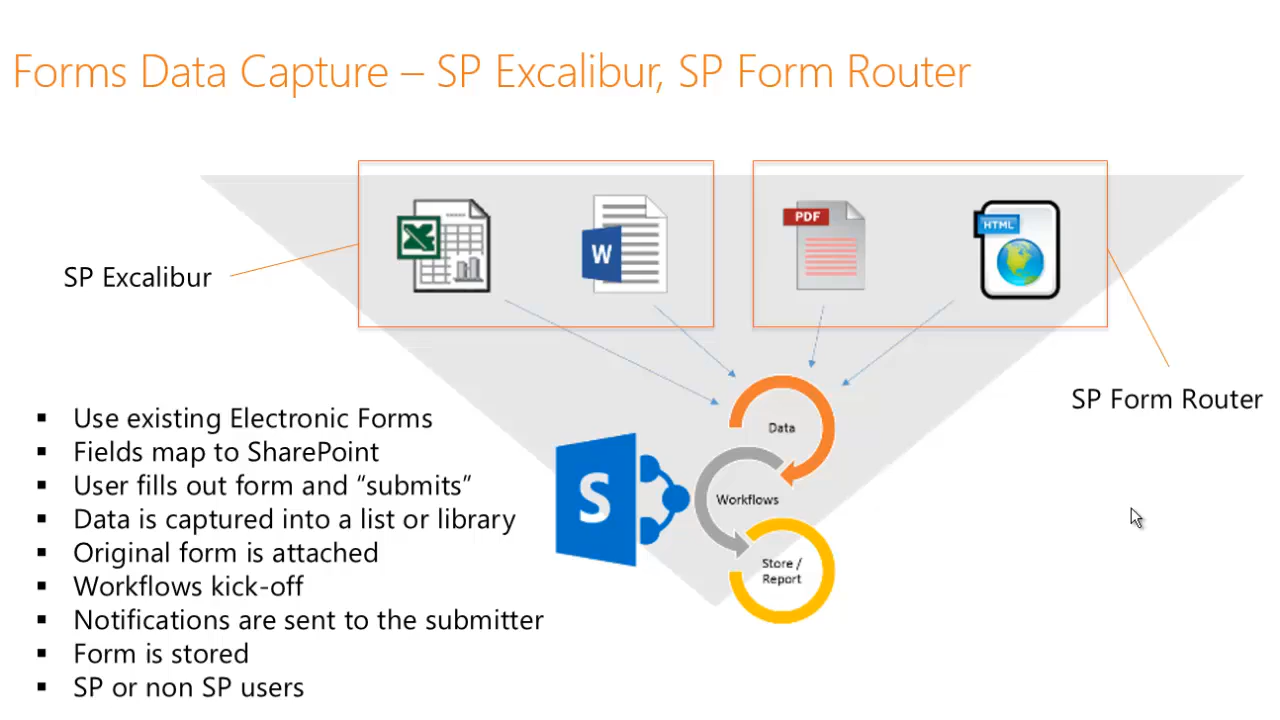 Forms Data Capture – SP Excalibur, SP Form Router
PDF
HTML
W
SP Excalibur
SP Form Router
▪ Use existing Electronic Forms
▪ Fields map to SharePoint
▪ User fills out form and “submits”
▪ Data is captured into a list or library
▪ Original form is attached
▪ Workflows kick-off
▪ Notifications are sent to the submitter
▪ Form is stored
▪ SP or non SP users
S
Data
Workflows
Store /
Report